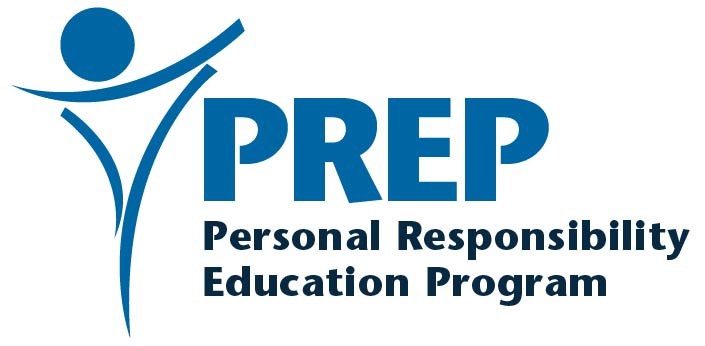 PREP
Personal Responsibility
Education Program